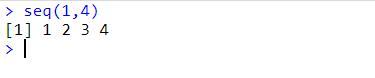 > seq(1,4)
[1] 1 2 3 4
>